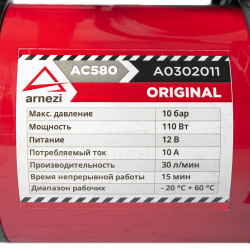 AC580 A0302011
arnezi ORIGINAL
Макс. давление 10 бар
Мощность 110 Вт
Питание 12 В
Потребляемый ток 10 А
Производительность 30 л/мин
Время непрерывной работы 15 мин
Диапазон рабочих - 20 °С + 60 °С